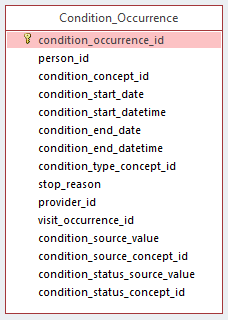 Condition_Occurrence
condition_occurrence_id
person_id
condition_concept_id
condition_start_date
condition_start_datetime
condition_end_date
condition_end_datetime
condition_type_concept_id
stop_reason
provider_id
visit_occurrence_id
condition_source_value
condition_source_concept_id
condition_status_source_value
condition_status_concept_id